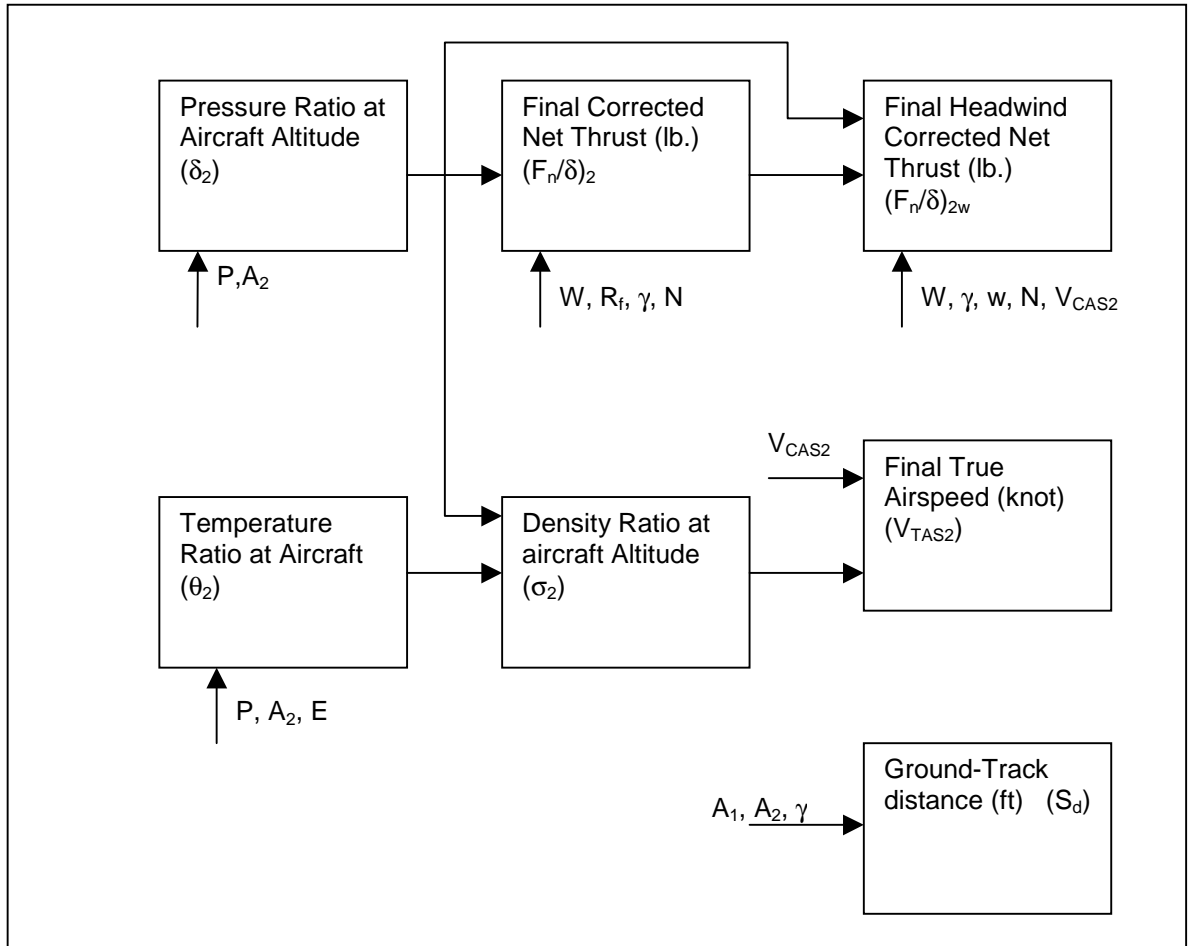 Pressure Ratio at
Aircraft Altitude
(δ₂)
Final Corrected
Net Thrust (lb.)
(Fₙ/δ)₂
Final Headwind
Corrected Net
Thrust (lb.)
(Fₙ/δ)₂w
P,A₂
W, Rf, γ, N
W, γ, w, N, VCAS2
VCAS2
Temperature
Ratio at Aircraft
(θ₂)
Density Ratio at
aircraft Altitude
(σ₂)
Final True
Airspeed (knot)
(VTAS2)
P, A₂, E
A₁, A₂, γ
Ground-Track
distance (ft) (Sd)